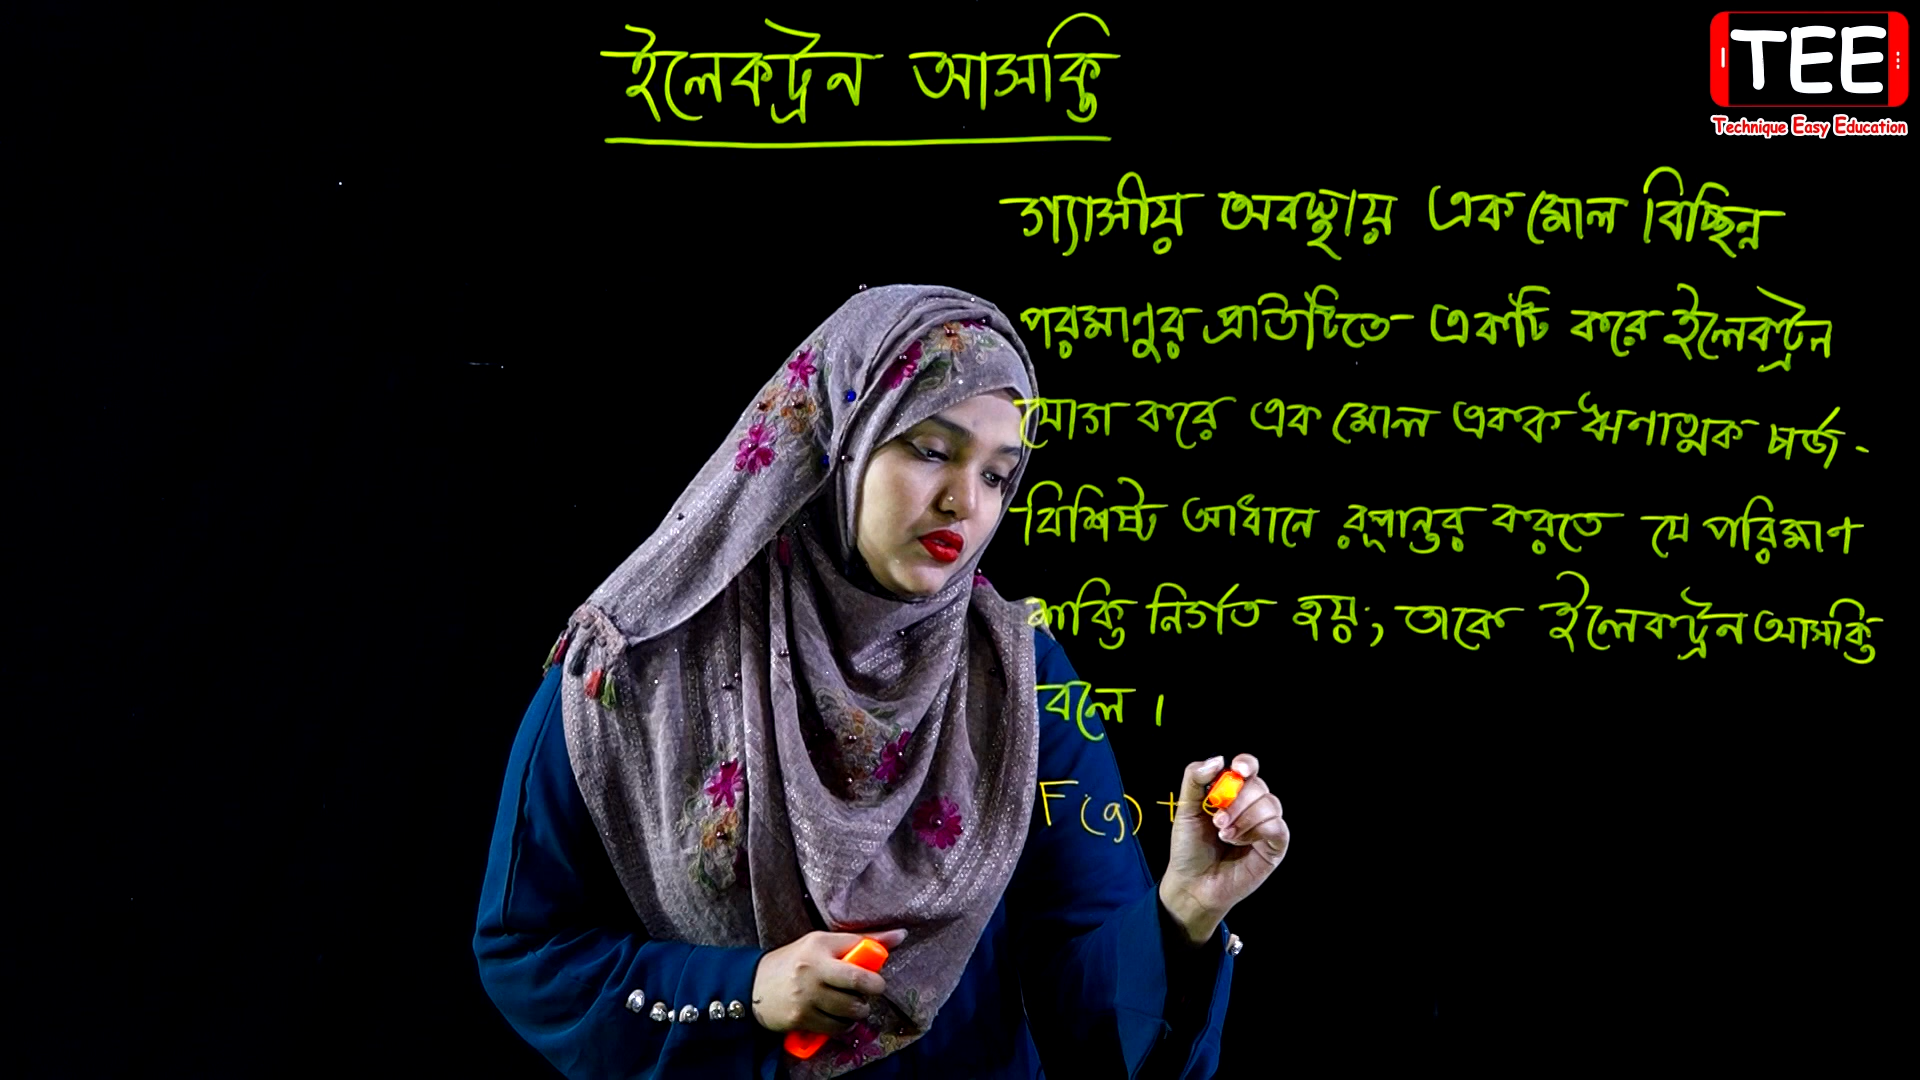 ইলেকট্রন আসক্তি
TEE
Technique Easy Education
গ্যাসীয় অবস্থায় এক মোল বিচ্ছিন্ন
পরমাণুর প্রতিটিতে একটি করে ইলেকট্রন
যোগ করে এক মোল একক ঋণাত্মক চার্জ-
বিশিষ্ট আধানে রূপান্তর করতে যে পরিমাণ
শক্তি নির্গত হয়; তাকে ইলেকট্রন আসক্তি
বলে।
F(g) +